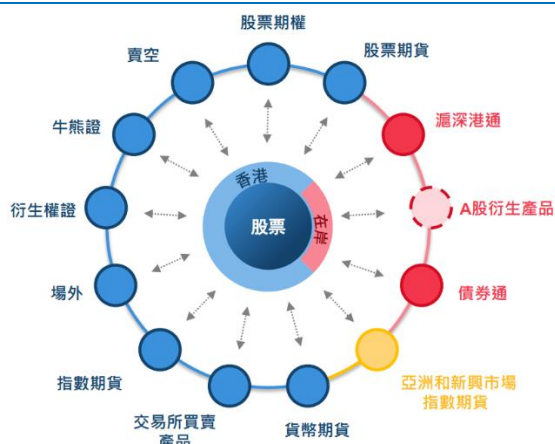 股票期權
股票期貨
賣空
滬深港通
牛熊證
香港
A股衍生產品
衍生權證
股票
在岸
場外
債券通
指數期貨
亞洲和新興市場
指數期貨
交易所買賣
產品
貨幣期貨